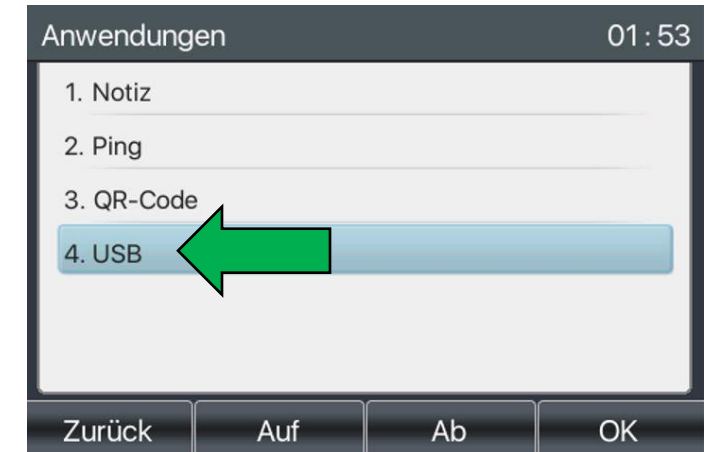 Anwendungen 01:53
1. Notiz
2. Ping
3. QR-Code
4. USB
Zurück Auf Ab OK